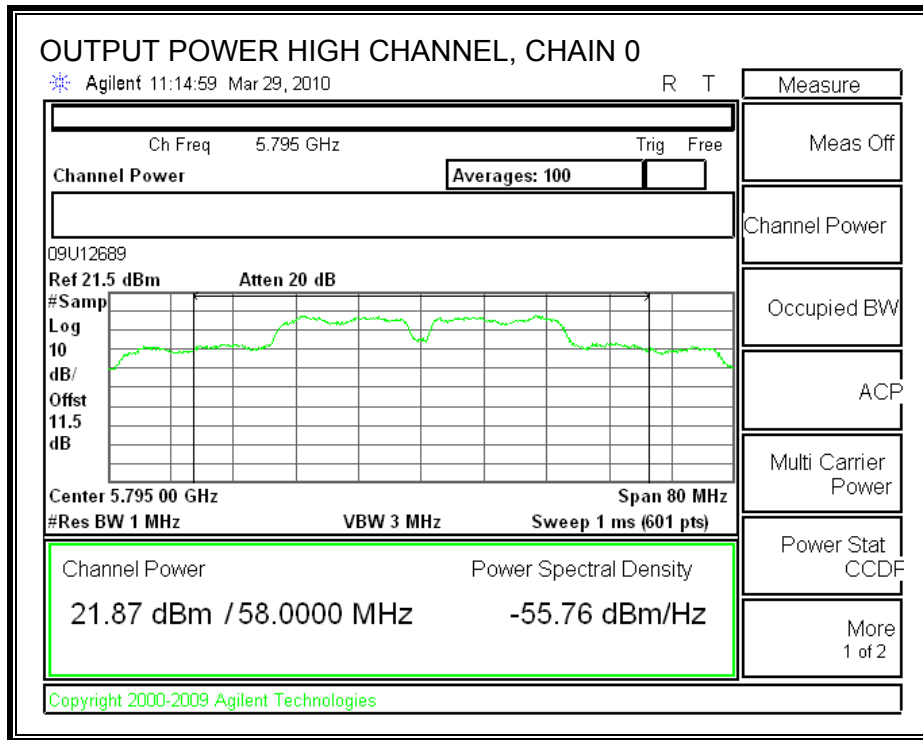 OUTPUT POWER HIGH CHANNEL, CHAIN 0
Agilent 11:14:59 Mar 29, 2010 R T
Measure
Ch Freq 5.795 GHz Trig Free
Meas Off
Channel Power Averages: 100
Channel Power
09U12689
Ref 21.5 dBm Atten 20 dB
#Samp
Log
10
dB/
Offst
11.5
dB
Occupied BW
ACP
Multi Carrier
Power
Center 5.795 00 GHz Span 80 MHz
#Res BW 1 MHz VBW 3 MHz Sweep 1 ms (601 pts)
Power Stat
CCDF
Channel Power Power Spectral Density
21.87 dBm / 58.0000 MHz -55.76 dBm/Hz
More
1 of 2
Copyright 2000-2009 Agilent Technologies